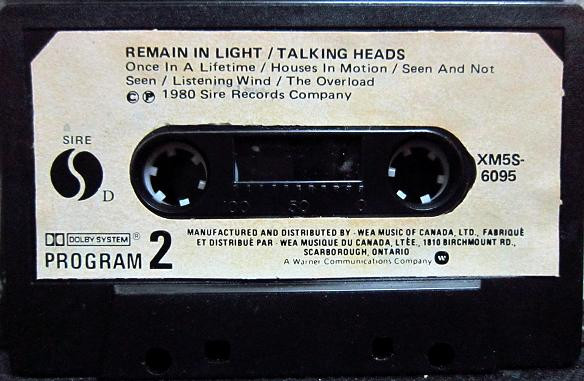 REMAIN IN LIGHT / TALKING HEADS
Once In A Lifetime / Houses In Motion / Seen And Not
Seen / Listening Wind / The Overload
© ℗ 1980 Sire Records Company
SIRE
D
XM5S-
6095
100 50 0
DOLBY SYSTEM ®
PROGRAM 2
MANUFACTURED AND DISTRIBUTED BY - WEA MUSIC OF CANADA, LTD., FABRIQUÈ
ET DISTRIBUÉ PAR - WEA MUSIQUE DU CANADA, LTÈE., 1810 BIRCHMOUNT RD.,
SCARBOROUGH, ONTARIO
A Warner Communications Company